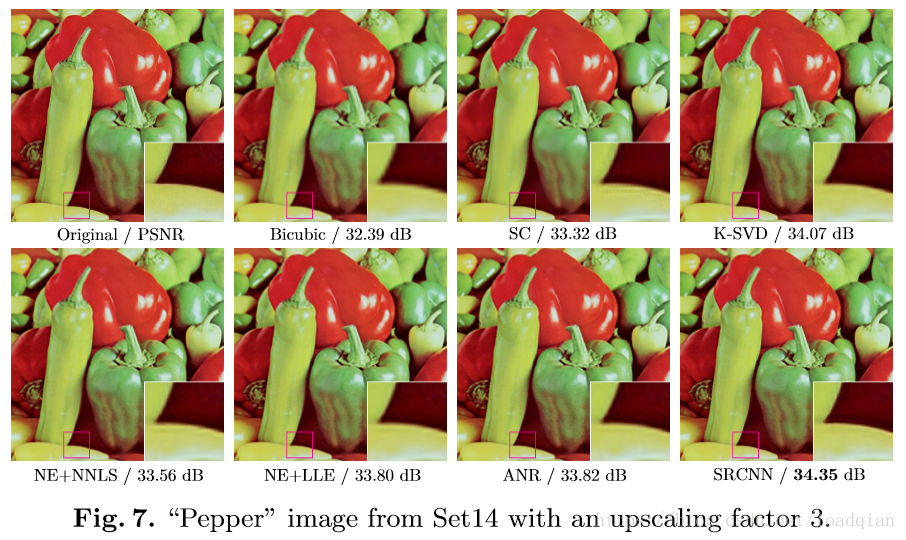 Original / PSNR
Bicubic / 32.39 dB
SC / 33.32 dB
K-SVD / 34.07 dB
NE+NNLS / 33.56 dB
NE+LLE / 33.80 dB
ANR / 33.82 dB
SRCNN / 34.35 dB
Fig. 7. “Pepper” image from Set14 with an upscaling factor 3.